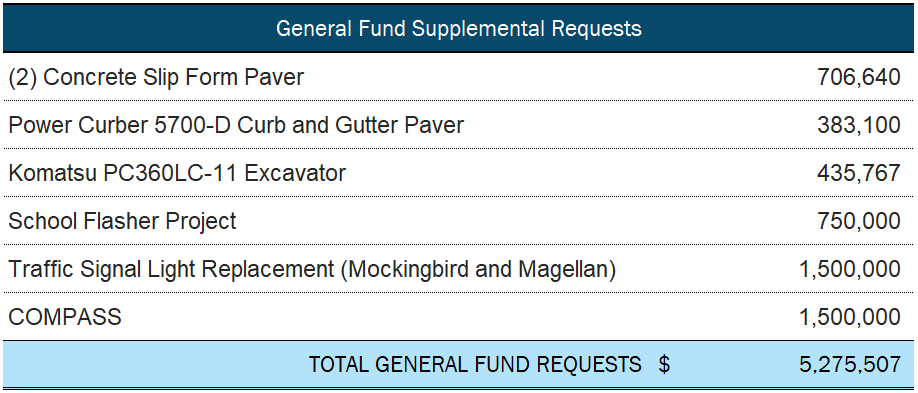 General Fund Supplemental Requests
(2) Concrete Slip Form Paver 706,640
Power Curber 5700-D Curb and Gutter Paver 383,100
Komatsu PC360LC-11 Excavator 435,767
School Flasher Project 750,000
Traffic Signal Light Replacement (Mockingbird and Magellan) 1,500,000
COMPASS 1,500,000
TOTAL GENERAL FUND REQUESTS $ 5,275,507